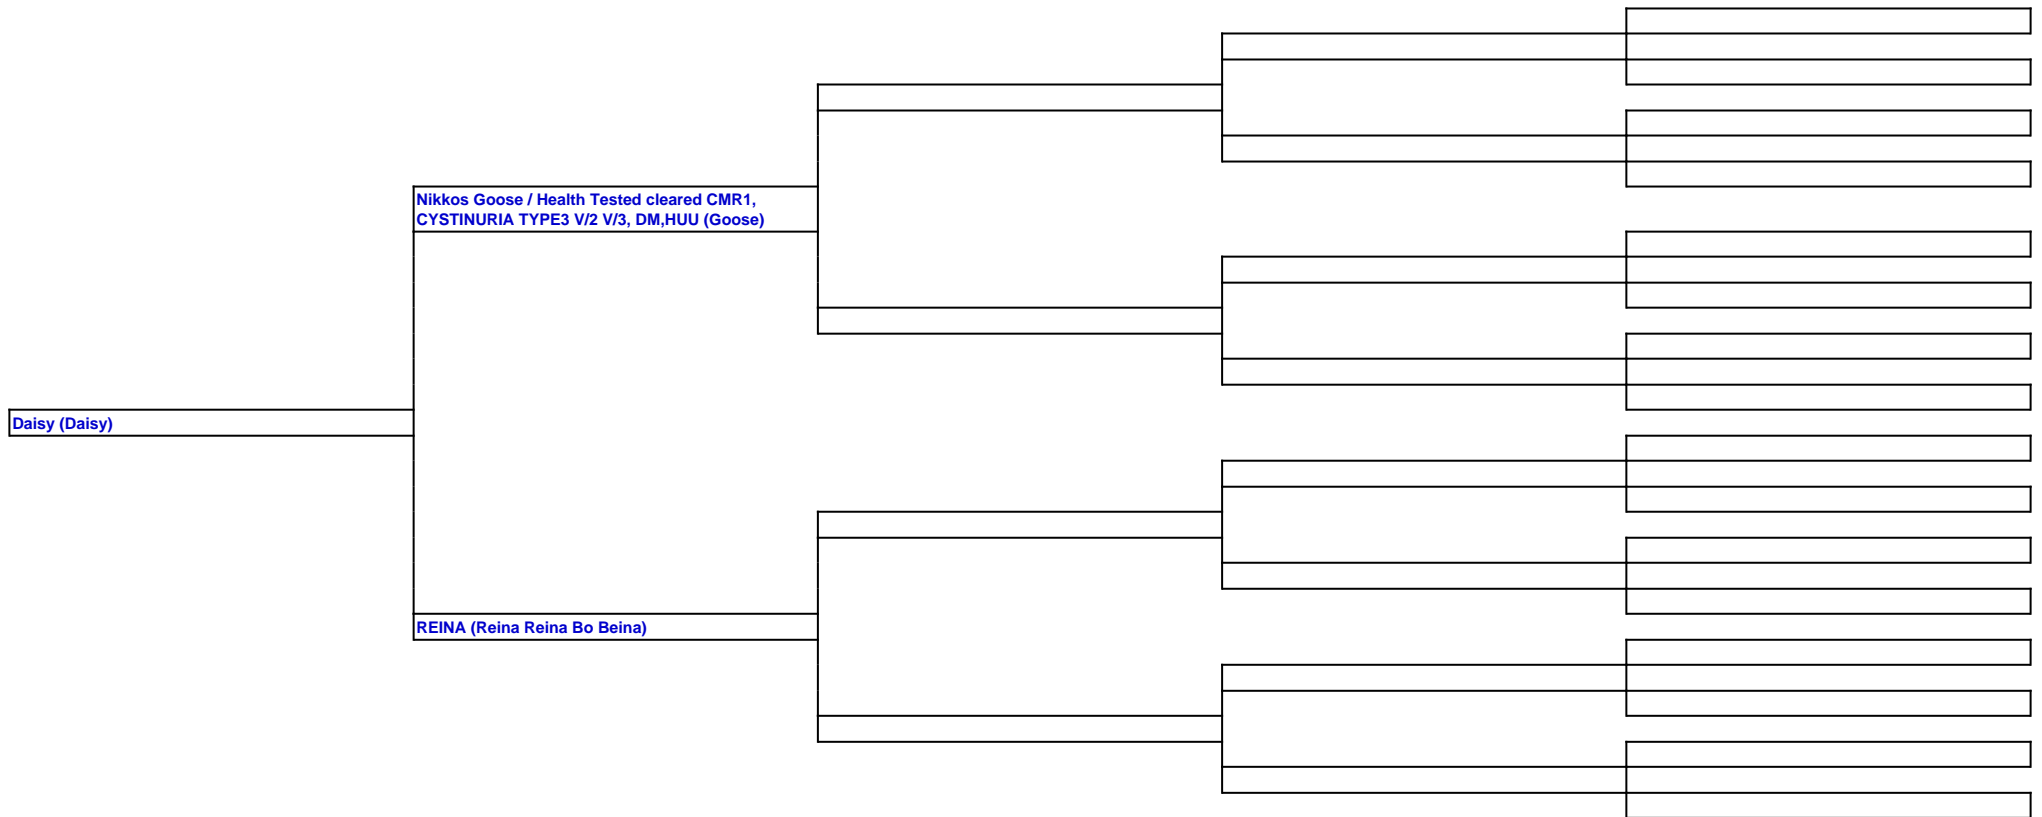 Nikkos Goose / Health Tested cleared CMR1,
CYSTINURIA TYPE3 V/2 V/3, DM,HUU (Goose)
Daisy (Daisy)
REINA (Reina Reina Bo Beina)